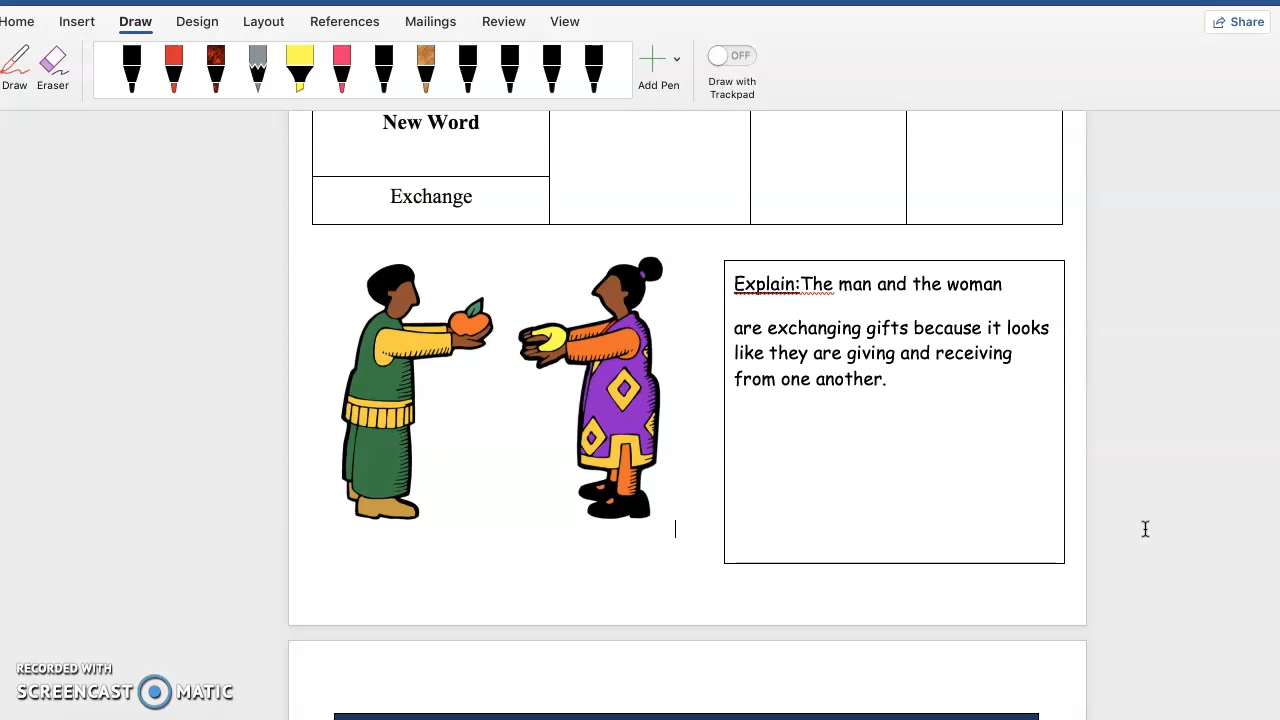 Home Insert Draw Design Layout References Mailings Review View Share
OFF
Draw Eraser Add Pen Draw with
Trackpad
New Word
Exchange
Explain:The man and the woman
are exchanging gifts because it looks
like they are giving and receiving
from one another.
RECORDED WITH
SCREENCAST MATIC